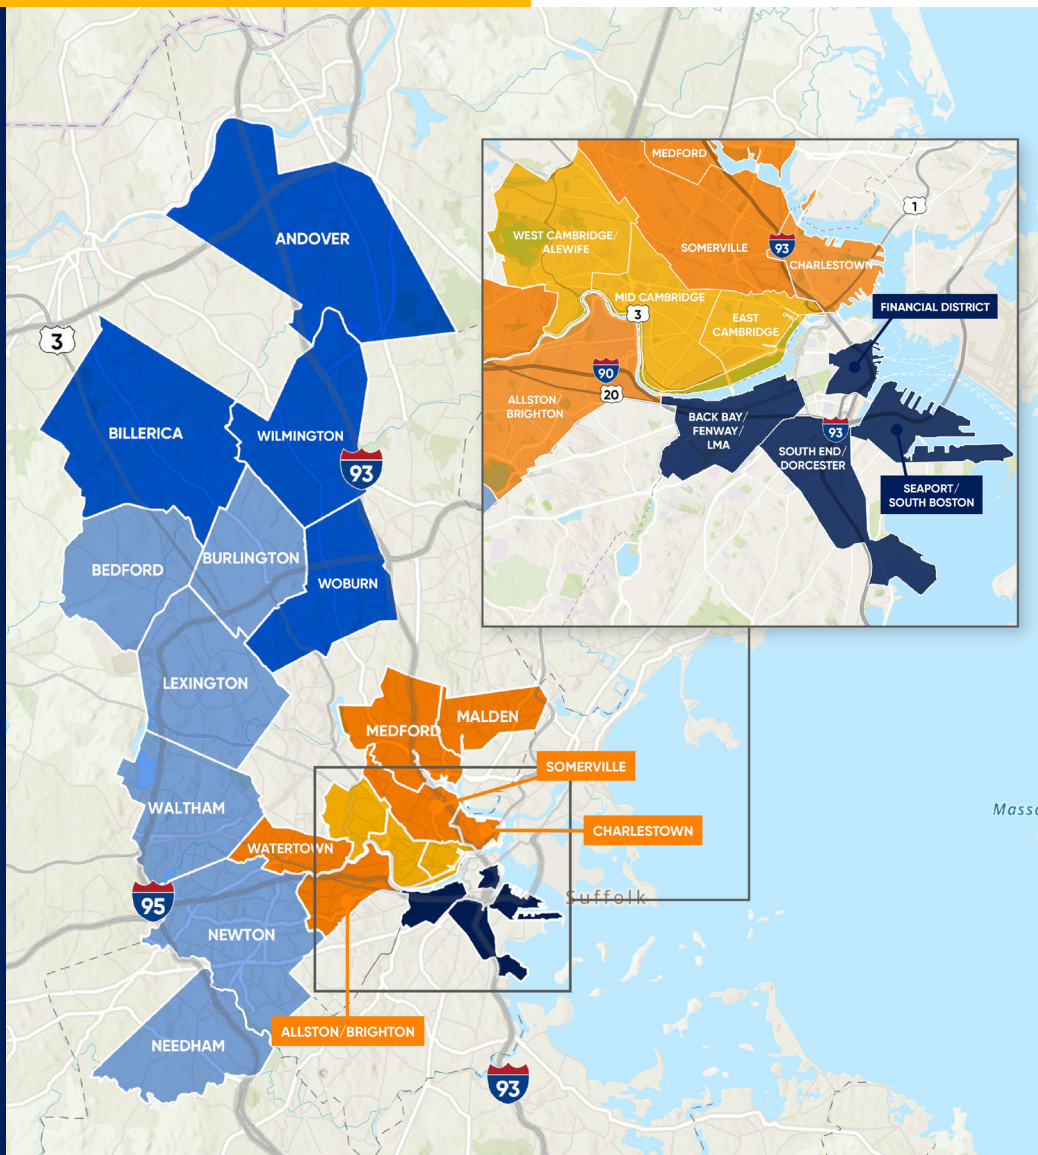 ANDOVER
3
BILLERICA
WILMINGTON
93
BEDFORD
BURLINGTON
WOBURN
LEXINGTON
MEDFORD
MALDEN
SOMERVILLE
WALTHAM
CHARLESTOWN
WATERTOWN
95
Suffolk
NEWTON
ALLSTON/BRIGHTON
NEEDHAM
93
Massa
MEDFORD
1
WEST CAMBRIDGE/
ALEWIFE
SOMERVILLE
93
CHARLESTOWN
MID CAMBRIDGE
3
EAST
CAMBRIDGE
FINANCIAL DISTRICT
90
20
ALLSTON/
BRIGHTON
BACK BAY/
FENWAY/
LMA
93
SOUTH END/
DORCESTER
SEAPORT/
SOUTH BOSTON